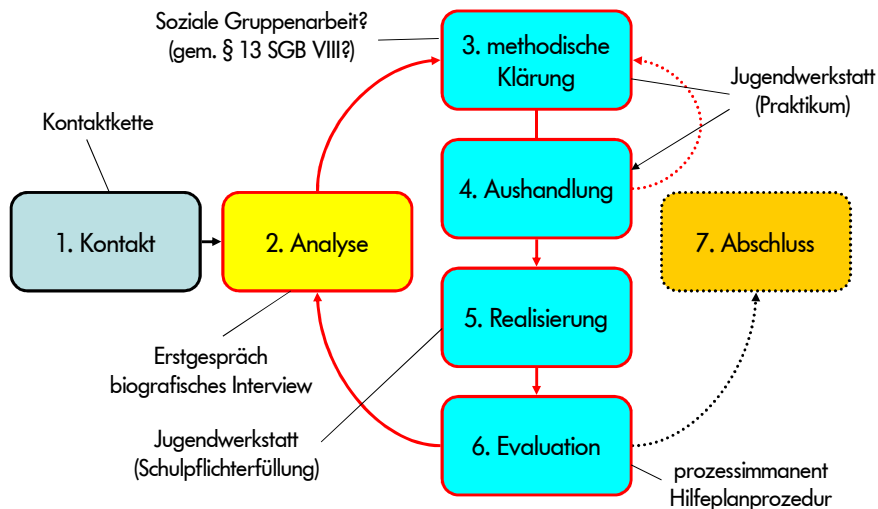 Soziale Gruppenarbeit?
(gem. § 13 SGB VIII?)
3. methodische
Klärung
Jugendwerkstatt
(Praktikum)
Kontaktkette
4. Aushandlung
1. Kontakt
2. Analyse
7. Abschluss
5. Realisierung
Erstgespräch
biografisches Interview
Jugendwerkstatt
(Schulpflichterfüllung)
6. Evaluation
prozessimmanent
Hilfeplanprozedur